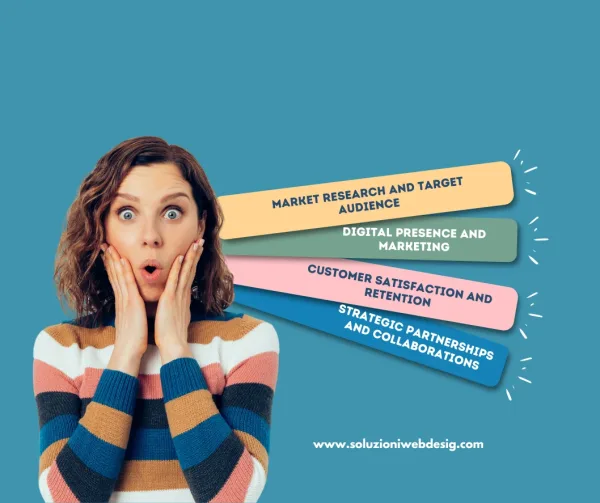 MARKET RESEARCH AND TARGET
AUDIENCE
DIGITAL PRESENCE AND
MARKETING
CUSTOMER SATISFACTION AND
RETENTION
STRATEGIC PARTNERSHIPS
AND COLLABORATIONS
www.soluzioniwebdesig.com